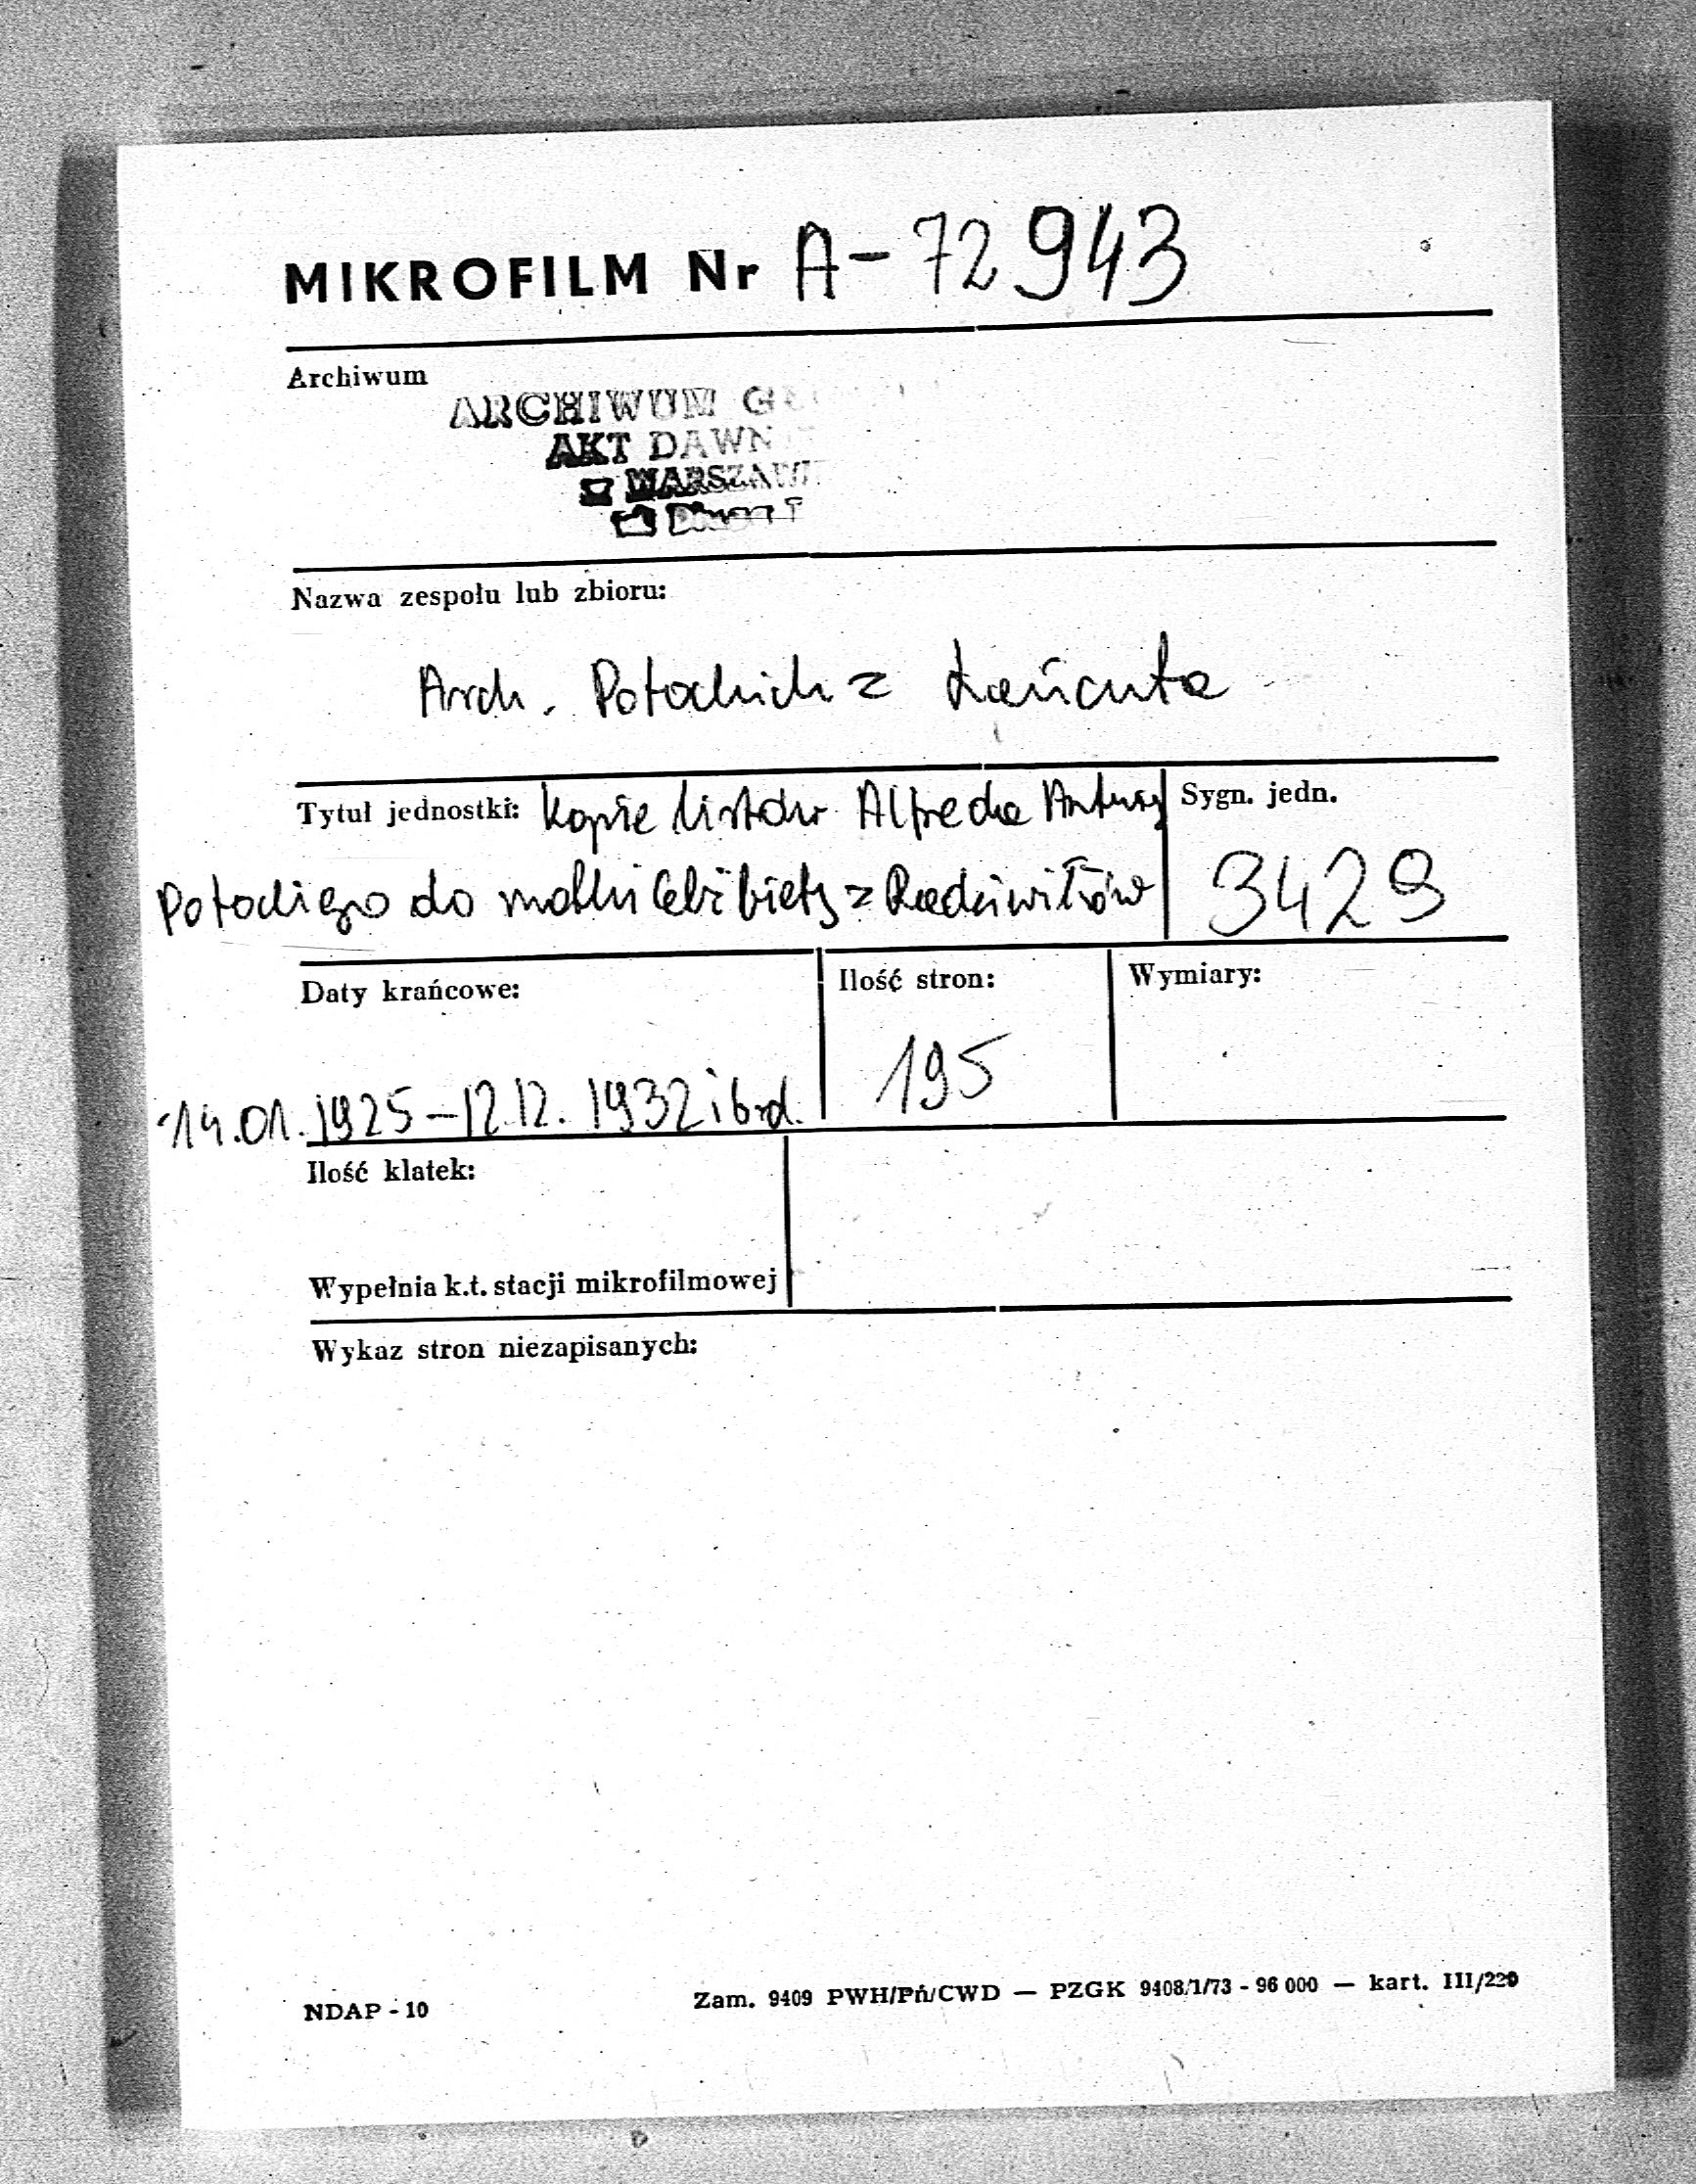 MIKROFILM Nr A-72943
Archiwum
ARCHIWUM
AKT DAWN
WARSZAWIE
Nazwa zespołu lub zbioru:
Arch. Potockich z Łańcuta
Tytuł jednostki: Kopie listów Alfreda Antoniego
Sygn. jedn.
Potockiego do matki Elżbiety z Radziwiłłów
3429
Daty krańcowe:
Ilość stron:
Wymiary:
14.01.1925-12.12.1932 i b.d.
195
Ilość klatek:
Wypełnia k.t. stacji mikrofilmowej
Wykaz stron niezapisanych:
NDAP - 10
Zam. 9409 PWH/Pń/CWD — PZGK 9408/1/73 - 96 000 — kart. III/220